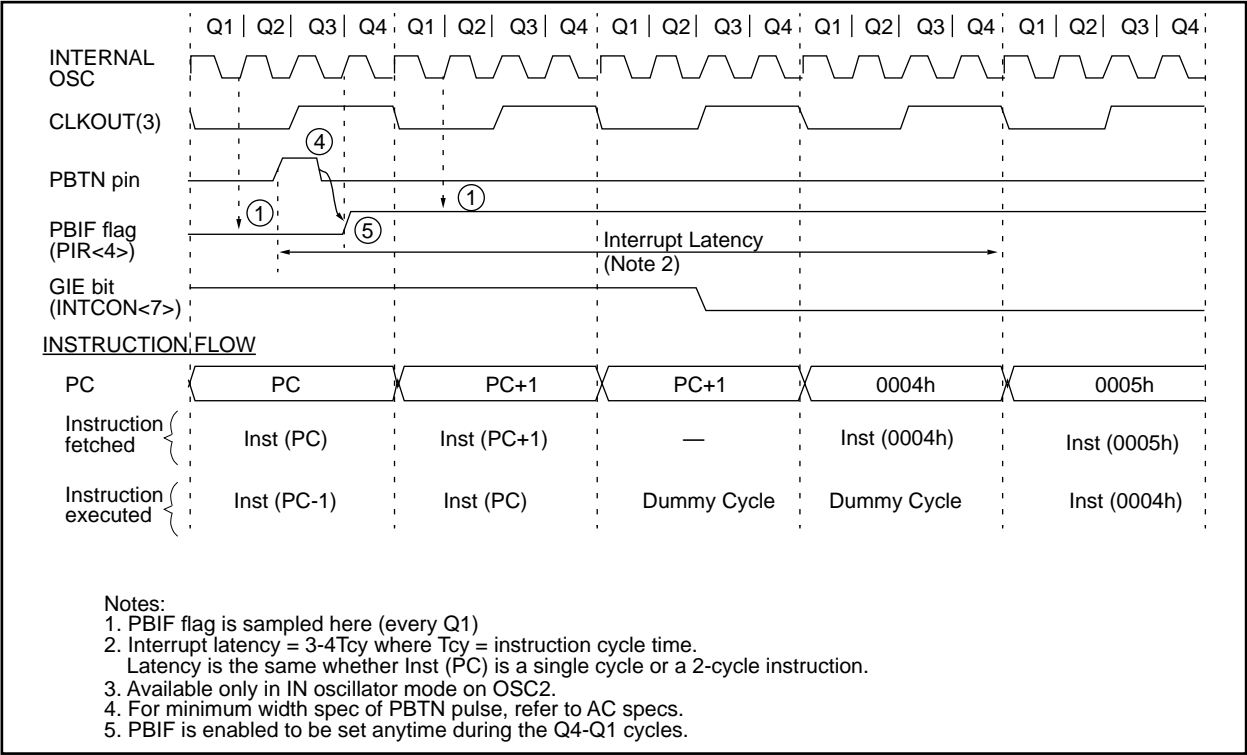 Q1 | Q2 | Q3 | Q4 Q1 | Q2 | Q3 | Q4 Q1 | Q2 | Q3 | Q4 Q1 | Q2 | Q3 | Q4 Q1 | Q2 | Q3 | Q4
INTERNAL
OSC
CLKOUT(3)
4
PBTN pin
1 1
PBIF flag
(PIR<4>)
5
Interrupt Latency
(Note 2)
GIE bit
(INTCON<7>)
INSTRUCTION FLOW
PC PC PC+1 PC+1 0004h 0005h
Instruction
fetched
Inst (PC) Inst (PC+1) — Inst (0004h) Inst (0005h)
Instruction
executed
Inst (PC-1) Inst (PC) Dummy Cycle Dummy Cycle Inst (0004h)
Notes:
1. PBIF flag is sampled here (every Q1)
2. Interrupt latency = 3-4Tcy where Tcy = instruction cycle time.
Latency is the same whether Inst (PC) is a single cycle or a 2-cycle instruction.
3. Available only in IN oscillator mode on OSC2.
4. For minimum width spec of PBTN pulse, refer to AC specs.
5. PBIF is enabled to be set anytime during the Q4-Q1 cycles.